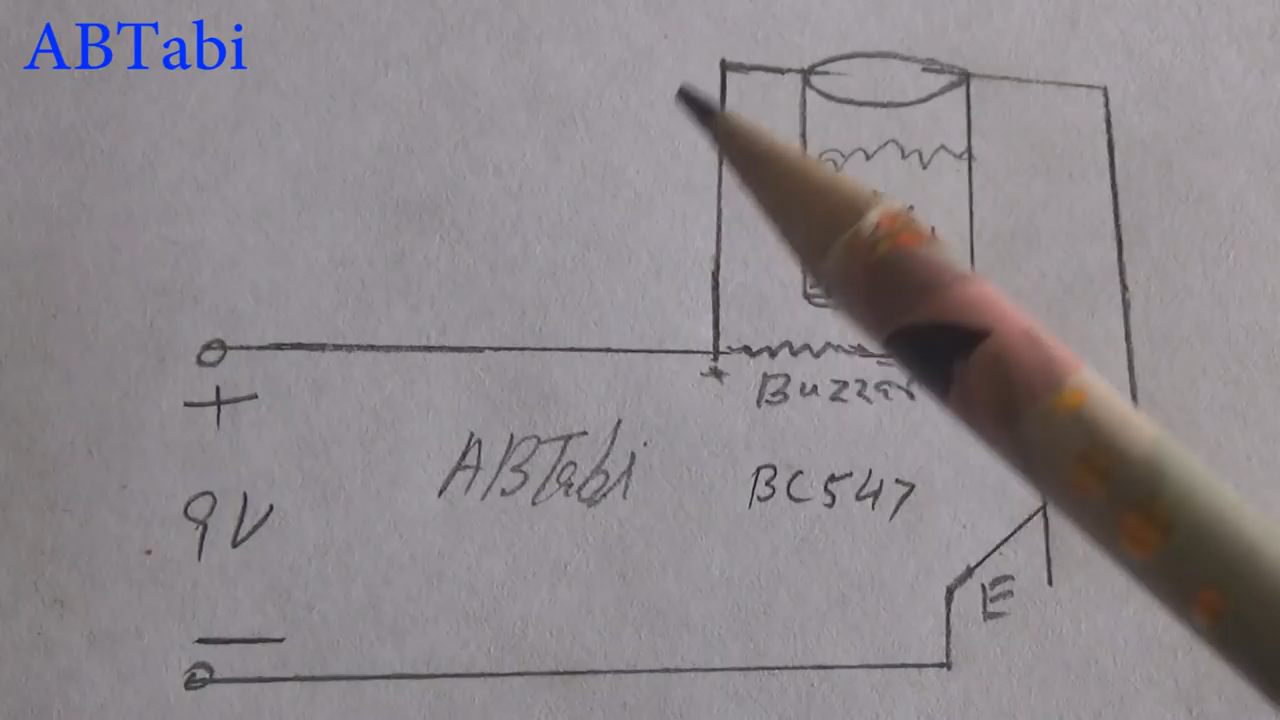 ABTabi
+
Buzzer
ABTabi
BC547
9V
E
—